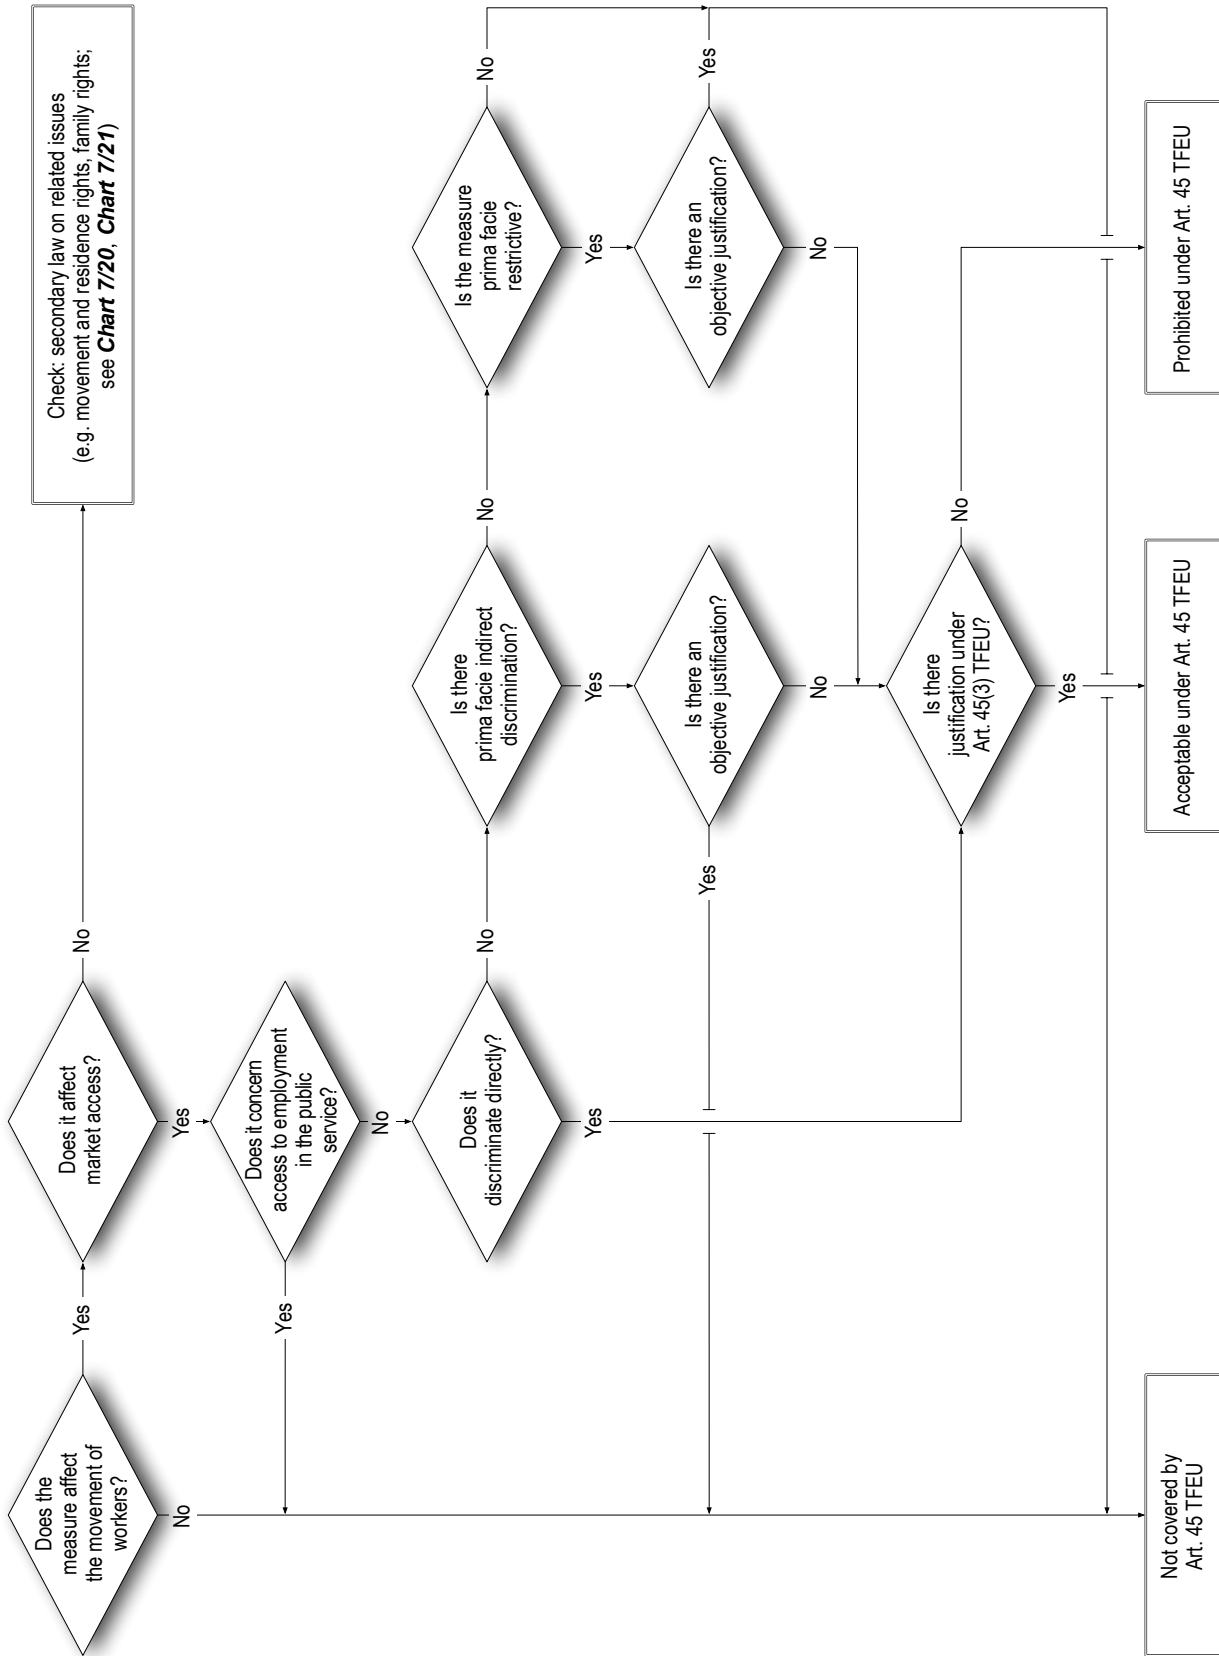 Does the
measure affect
the movement of
workers?
Yes
No
Does it affect
market access?
No
Yes
Check: secondary law on related issues
(e.g. movement and residence rights, family rights;
see Chart 7/20, Chart 7/21)
Does it concern
access to employment
in the public
service?
Yes
No
Does it
discriminate directly?
No
Yes
Is there
prima facie indirect
discrimination?
No
Yes
Is the measure
prima facie
restrictive?
No
Yes
Is there an
objective justification?
Yes
No
Is there an
objective justification?
Yes
No
Is there
justification under
Art. 45(3) TFEU?
No
Yes
Not covered by
Art. 45 TFEU
Acceptable under Art. 45 TFEU
Prohibited under Art. 45 TFEU